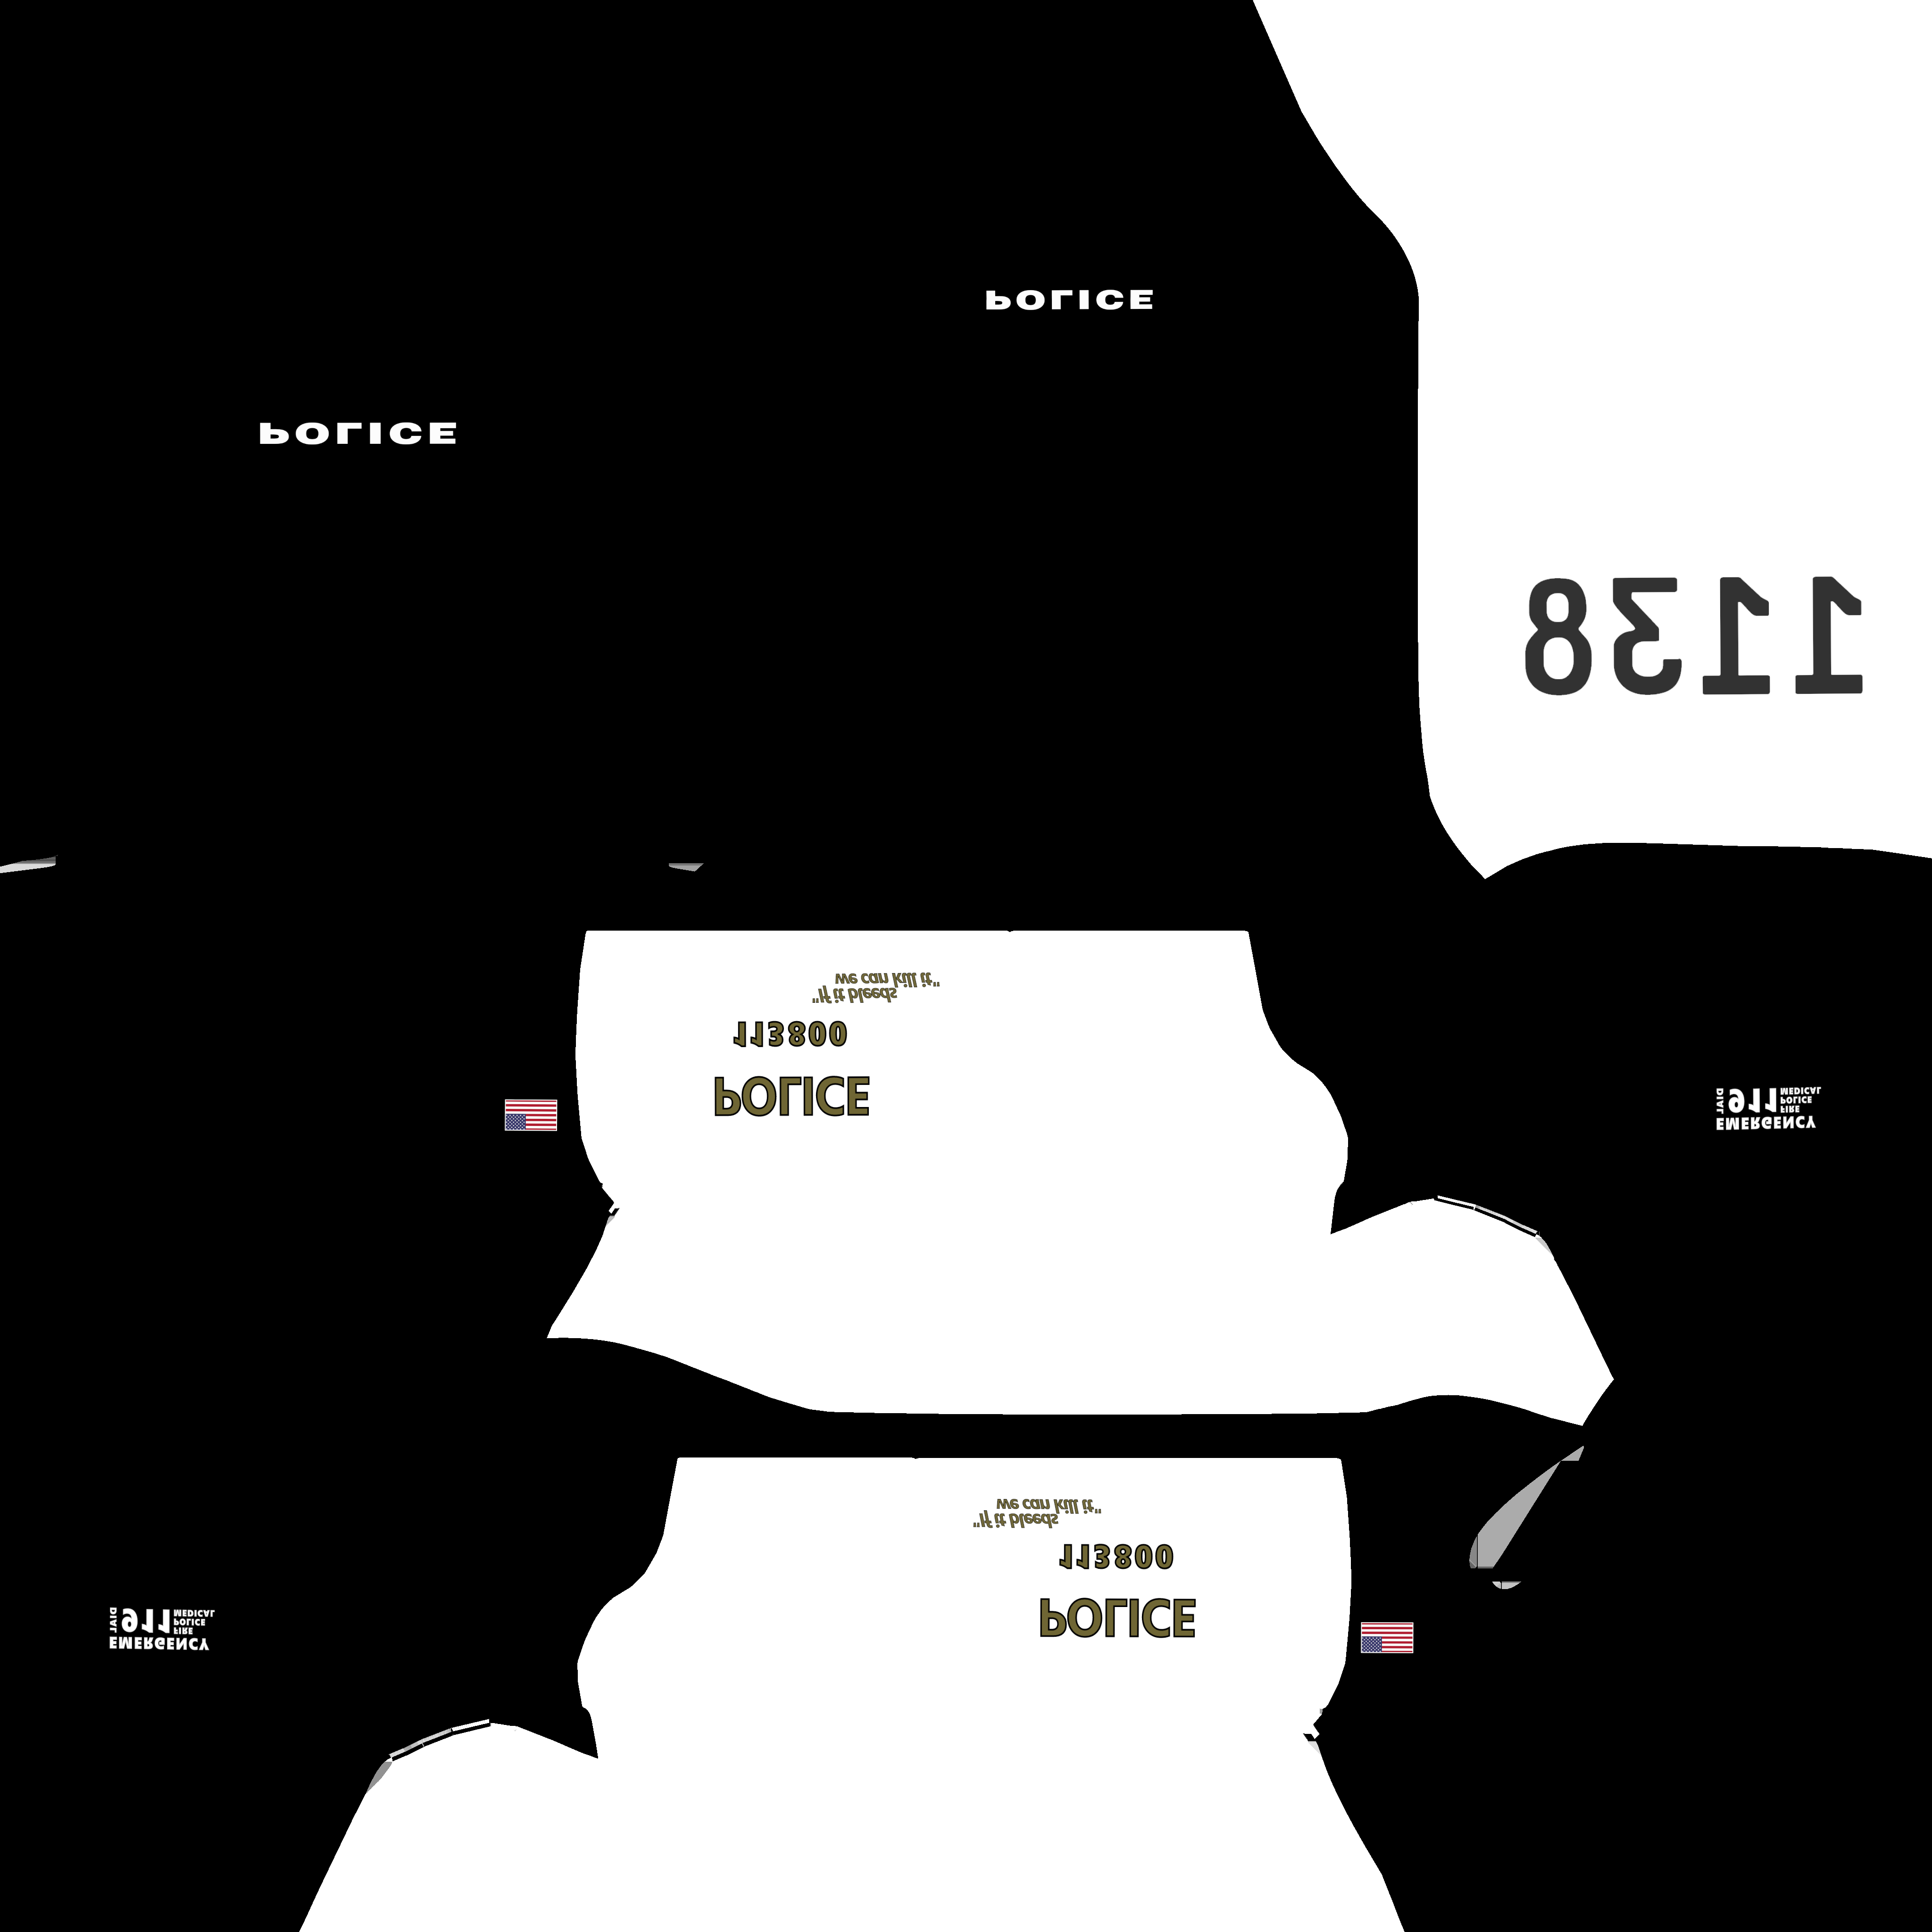 POLICE
POLICE
1138
"If it bleeds
we can kill it"
113800
POLICE
EMERGENCY
DIAL
911
FIRE
POLICE
MEDICAL
"If it bleeds
we can kill it"
113800
POLICE
EMERGENCY
DIAL
911
FIRE
POLICE
MEDICAL